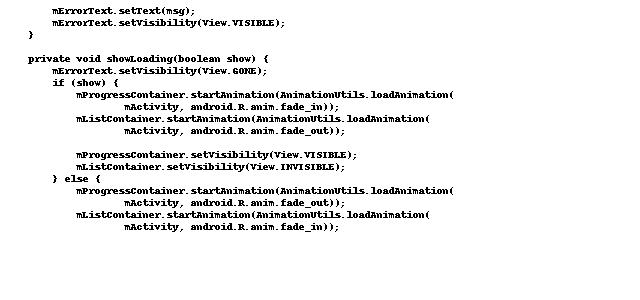 mErrorText.setText(msg);
mErrorText.setVisibility(View.VISIBLE);
}
private void showLoading(boolean show) {
mErrorText.setVisibility(View.GONE);
if (show) {
mProgressContainer.startAnimation(AnimationUtils.loadAnimation(
mActivity, android.R.anim.fade_in));
mListContainer.startAnimation(AnimationUtils.loadAnimation(
mActivity, android.R.anim.fade_out));
mProgressContainer.setVisibility(View.VISIBLE);
mListContainer.setVisibility(View.INVISIBLE);
} else {
mProgressContainer.startAnimation(AnimationUtils.loadAnimation(
mActivity, android.R.anim.fade_out));
mListContainer.startAnimation(AnimationUtils.loadAnimation(
mActivity, android.R.anim.fade_in));